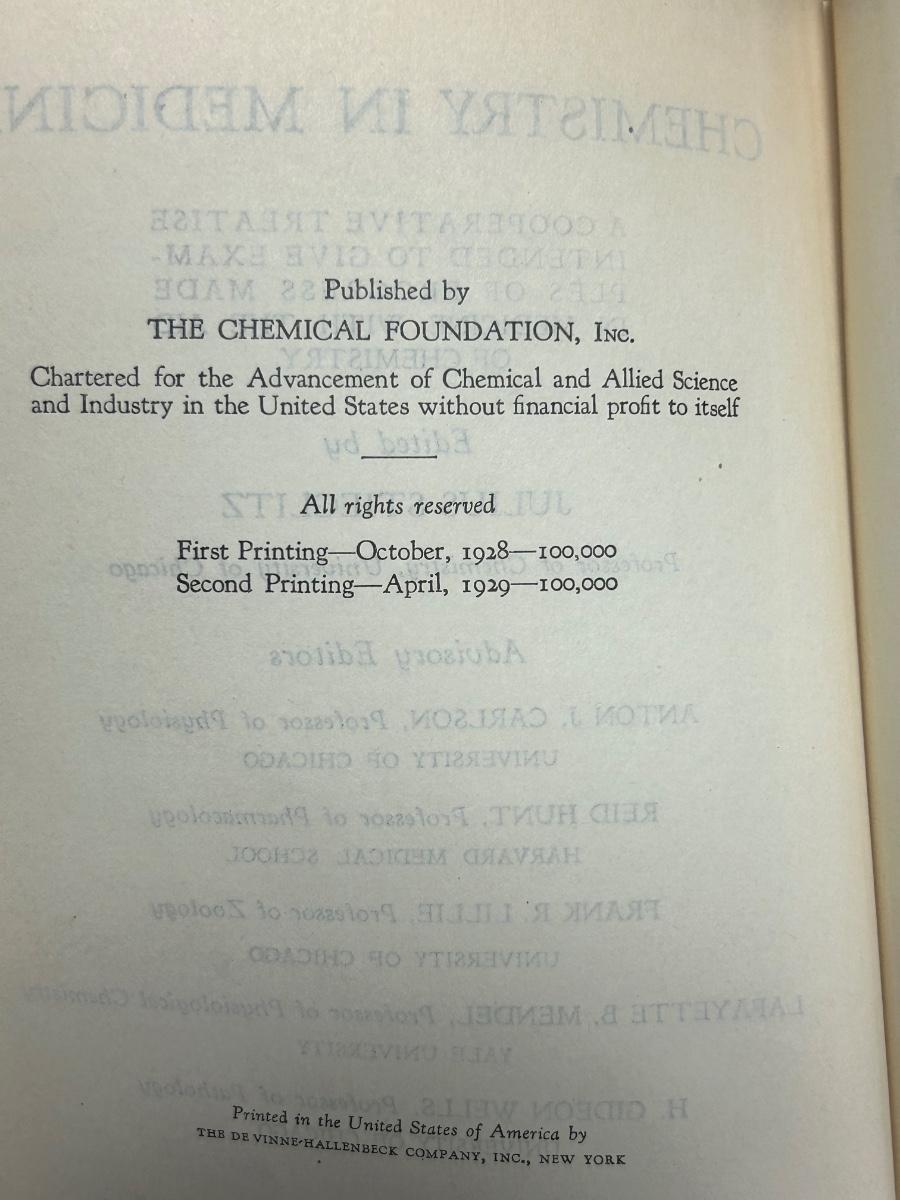 Published by
THE CHEMICAL FOUNDATION, INC.
Chartered for the Advancement of Chemical and Allied Science
and Industry in the United States without financial profit to itself
All rights reserved
First Printing—October, 1928—100,000
Second Printing—April, 1929—100,000
Printed in the United States of America by
THE DE VINNE-HALLENBECK COMPANY, INC., NEW YORK